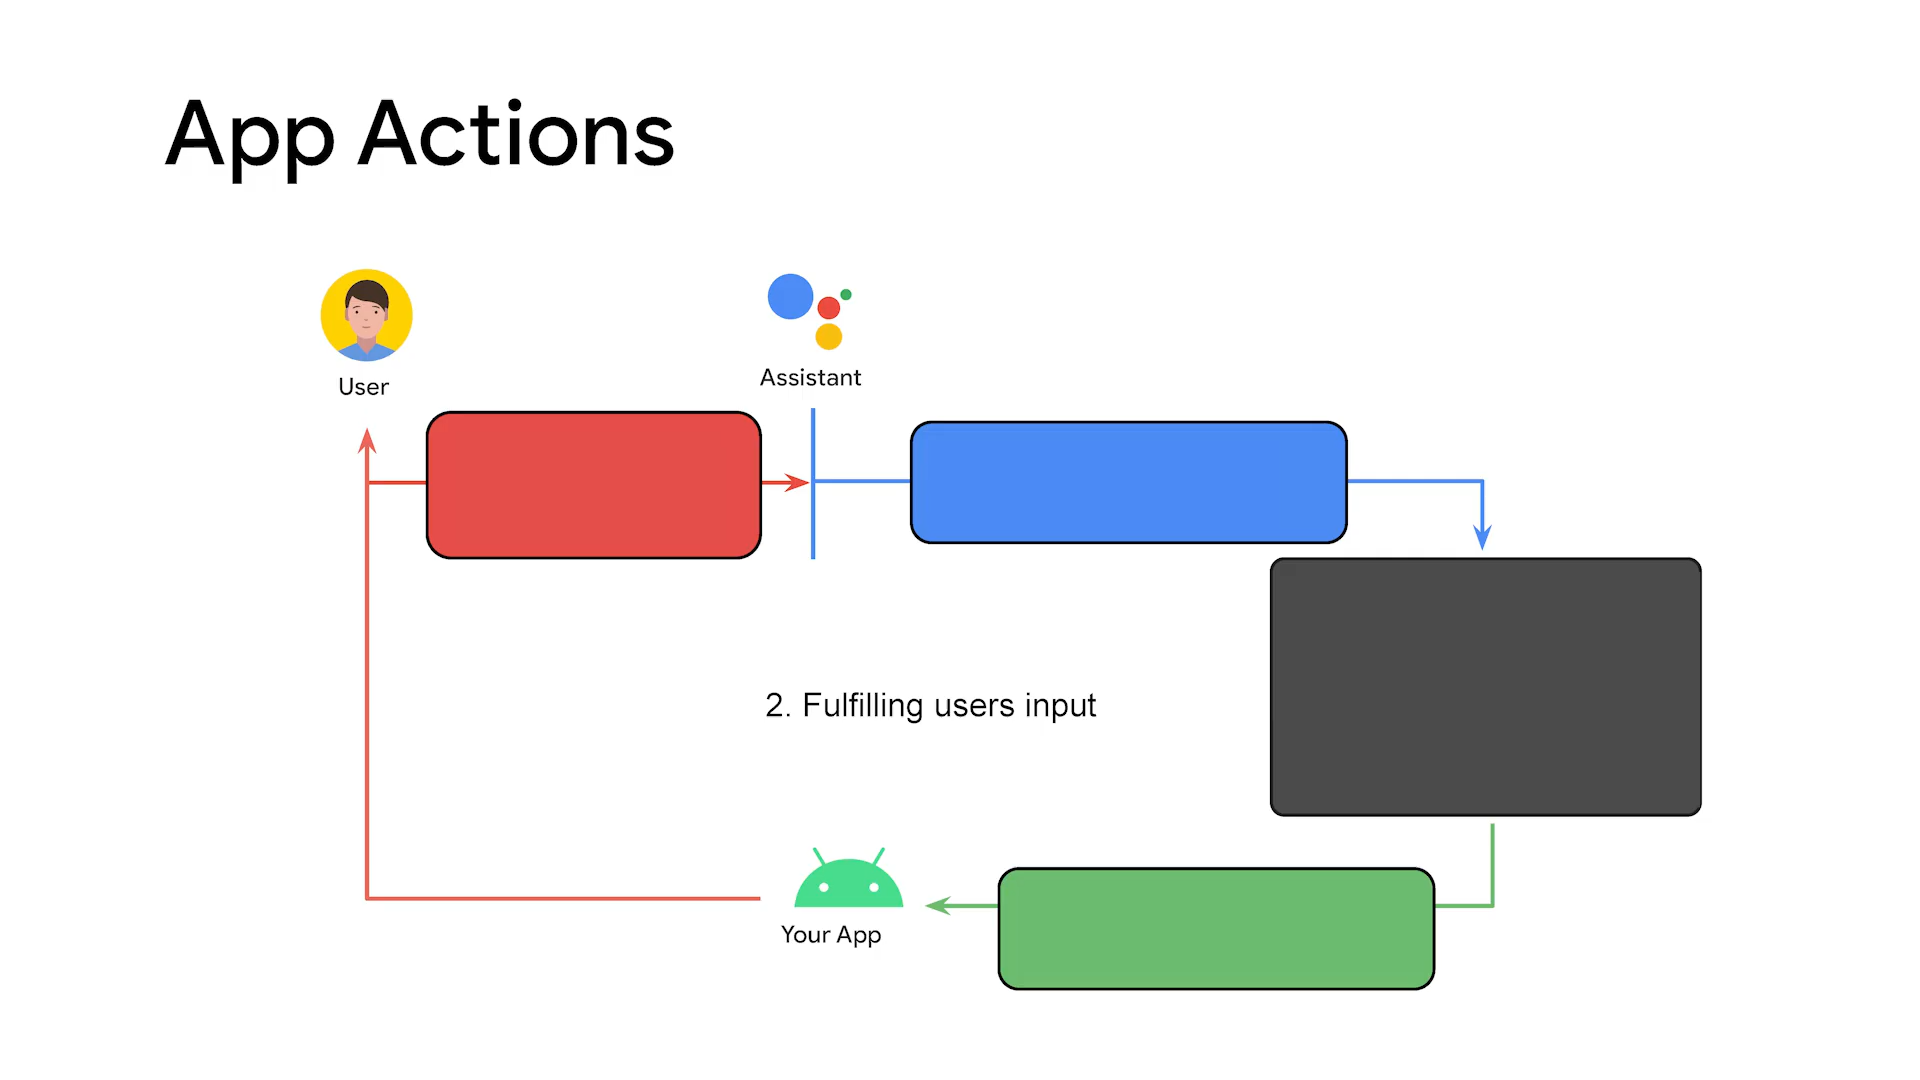 App Actions
User
Assistant
2. Fulfilling users input
Your App